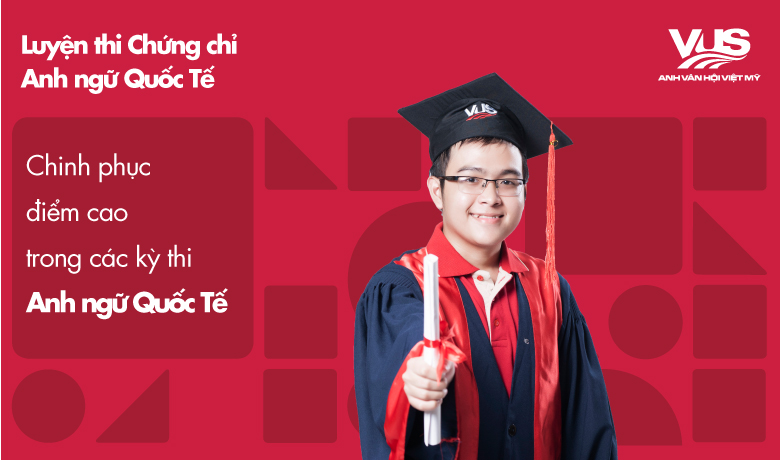 Luyện thi Chứng chỉ
Anh ngữ Quốc Tế
VUS
ANH VĂN HỘI VIỆT MỸ
VUS
Chinh phục
điểm cao
trong các kỳ thi
Anh ngữ Quốc Tế